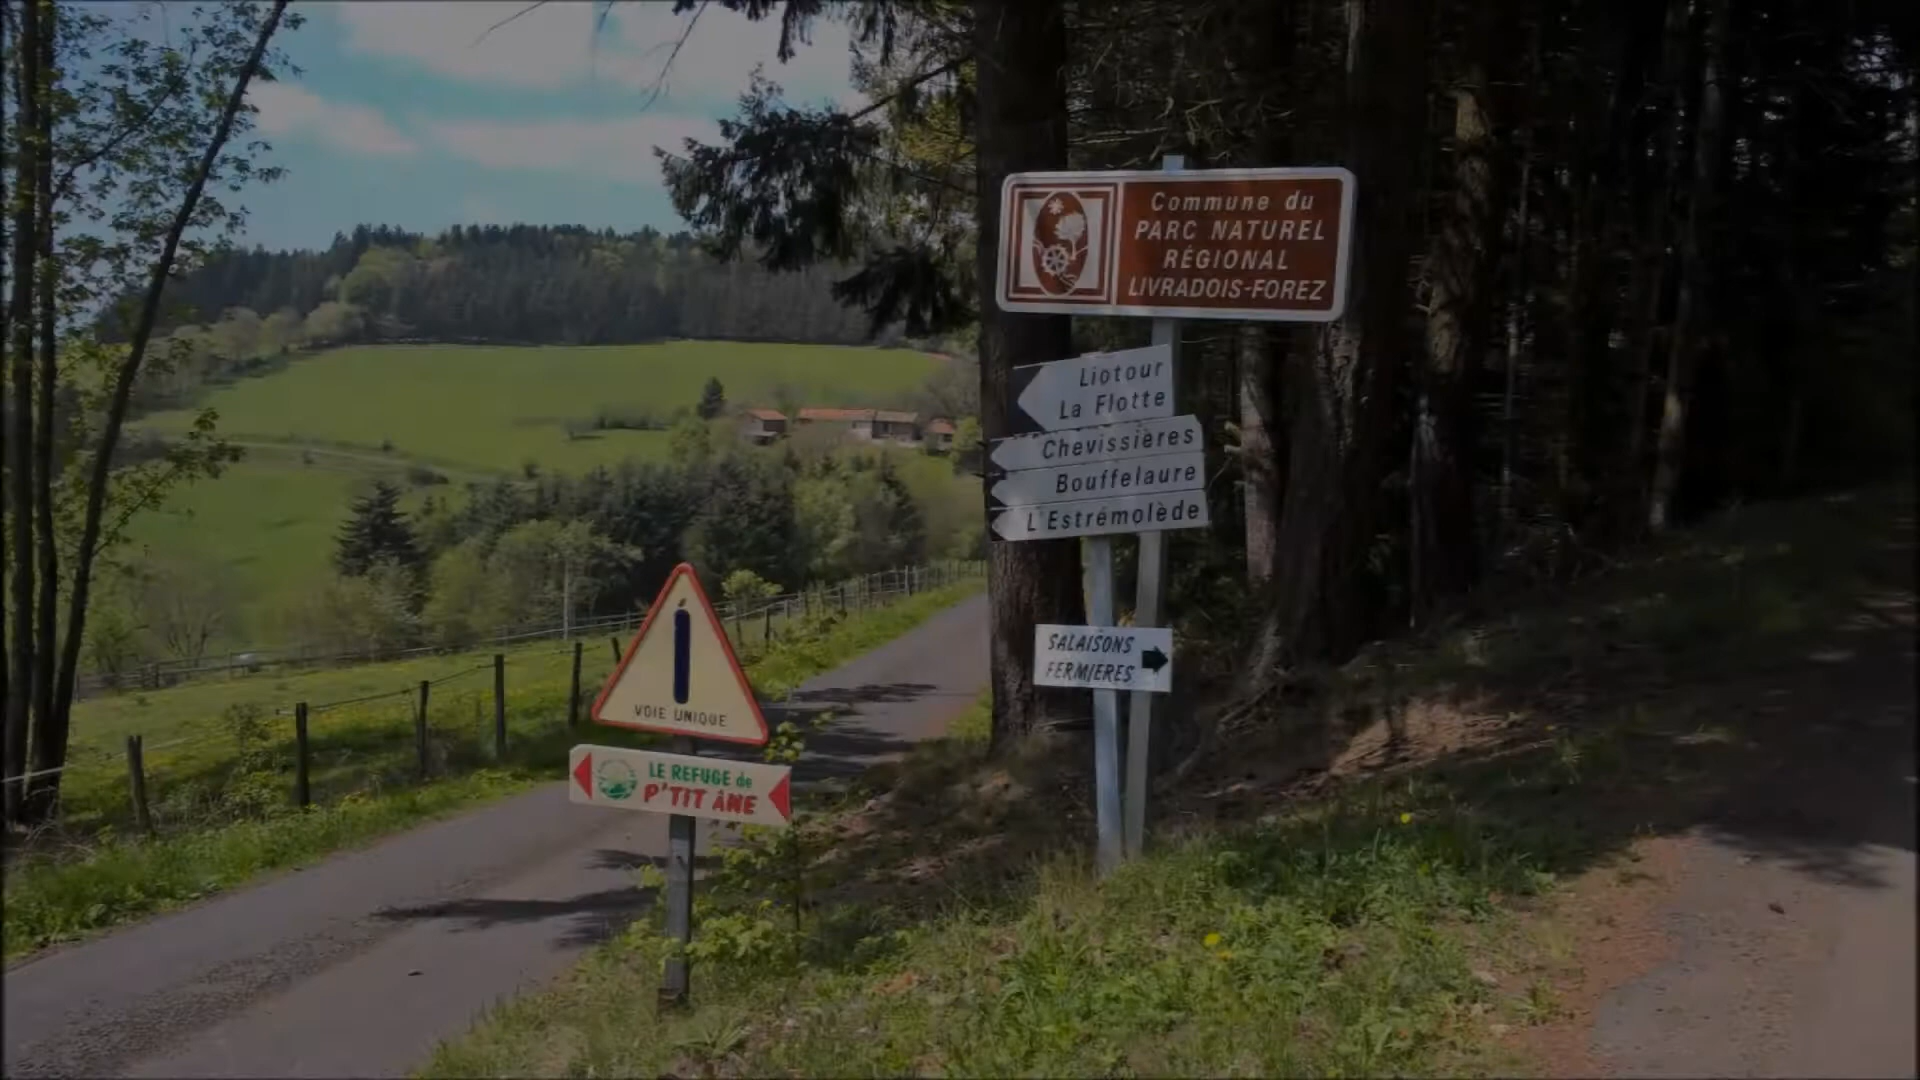 Commune du
PARC NATUREL
RÉGIONAL
LIVRADOIS-FOREZ
Liotour
La Flotte
Chevissières
Bouffelaure
L'Estrémolède
SALAISONS
FERMIERES
VOIE UNIQUE
LE REFUGE de
P'TIT ÂNE